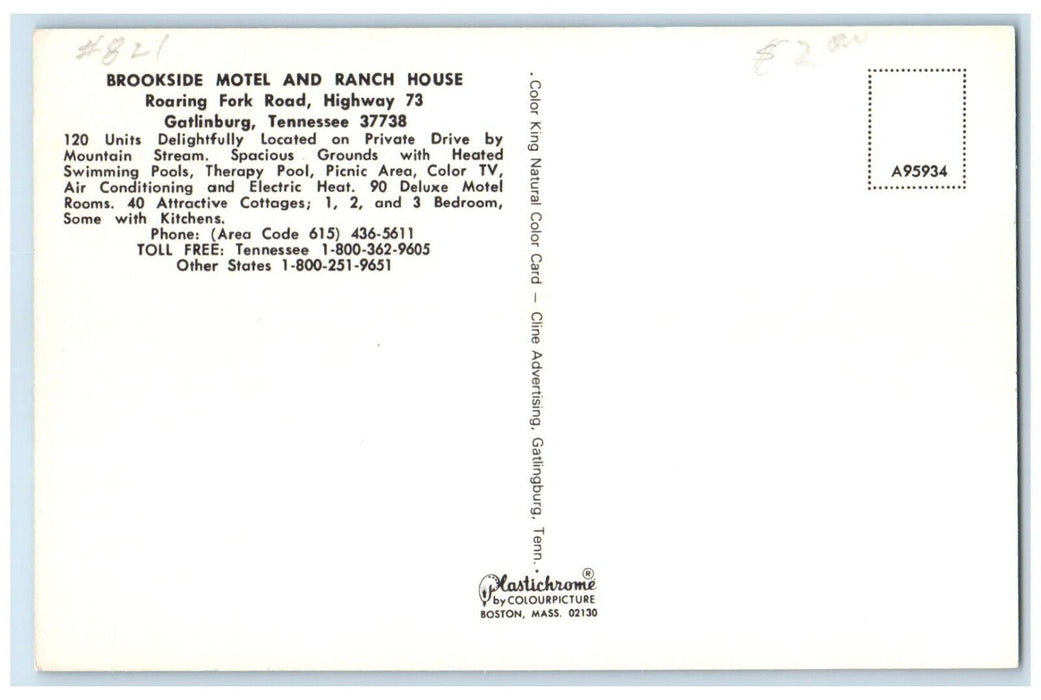 #821
$2
BROOKSIDE MOTEL AND RANCH HOUSE
Roaring Fork Road, Highway 73
Gatlinburg, Tennessee 37738
120 Units Delightfully Located on Private Drive by
Mountain Stream. Spacious Grounds with Heated
Swimming Pools, Therapy Pool, Picnic Area, Color TV,
Air Conditioning and Electric Heat. 90 Deluxe Motel
Rooms. 40 Attractive Cottages; 1, 2, and 3 Bedroom,
Some with Kitchens.
Phone: (Area Code 615) 436-5611
TOLL FREE: Tennessee 1-800-362-9605
Other States 1-800-251-9651
Color King Natural Color Card — Cline Advertising, Gatlingburg, Tenn.
A95934
Plastichrome®
by COLOURPICTURE
BOSTON, MASS. 02130